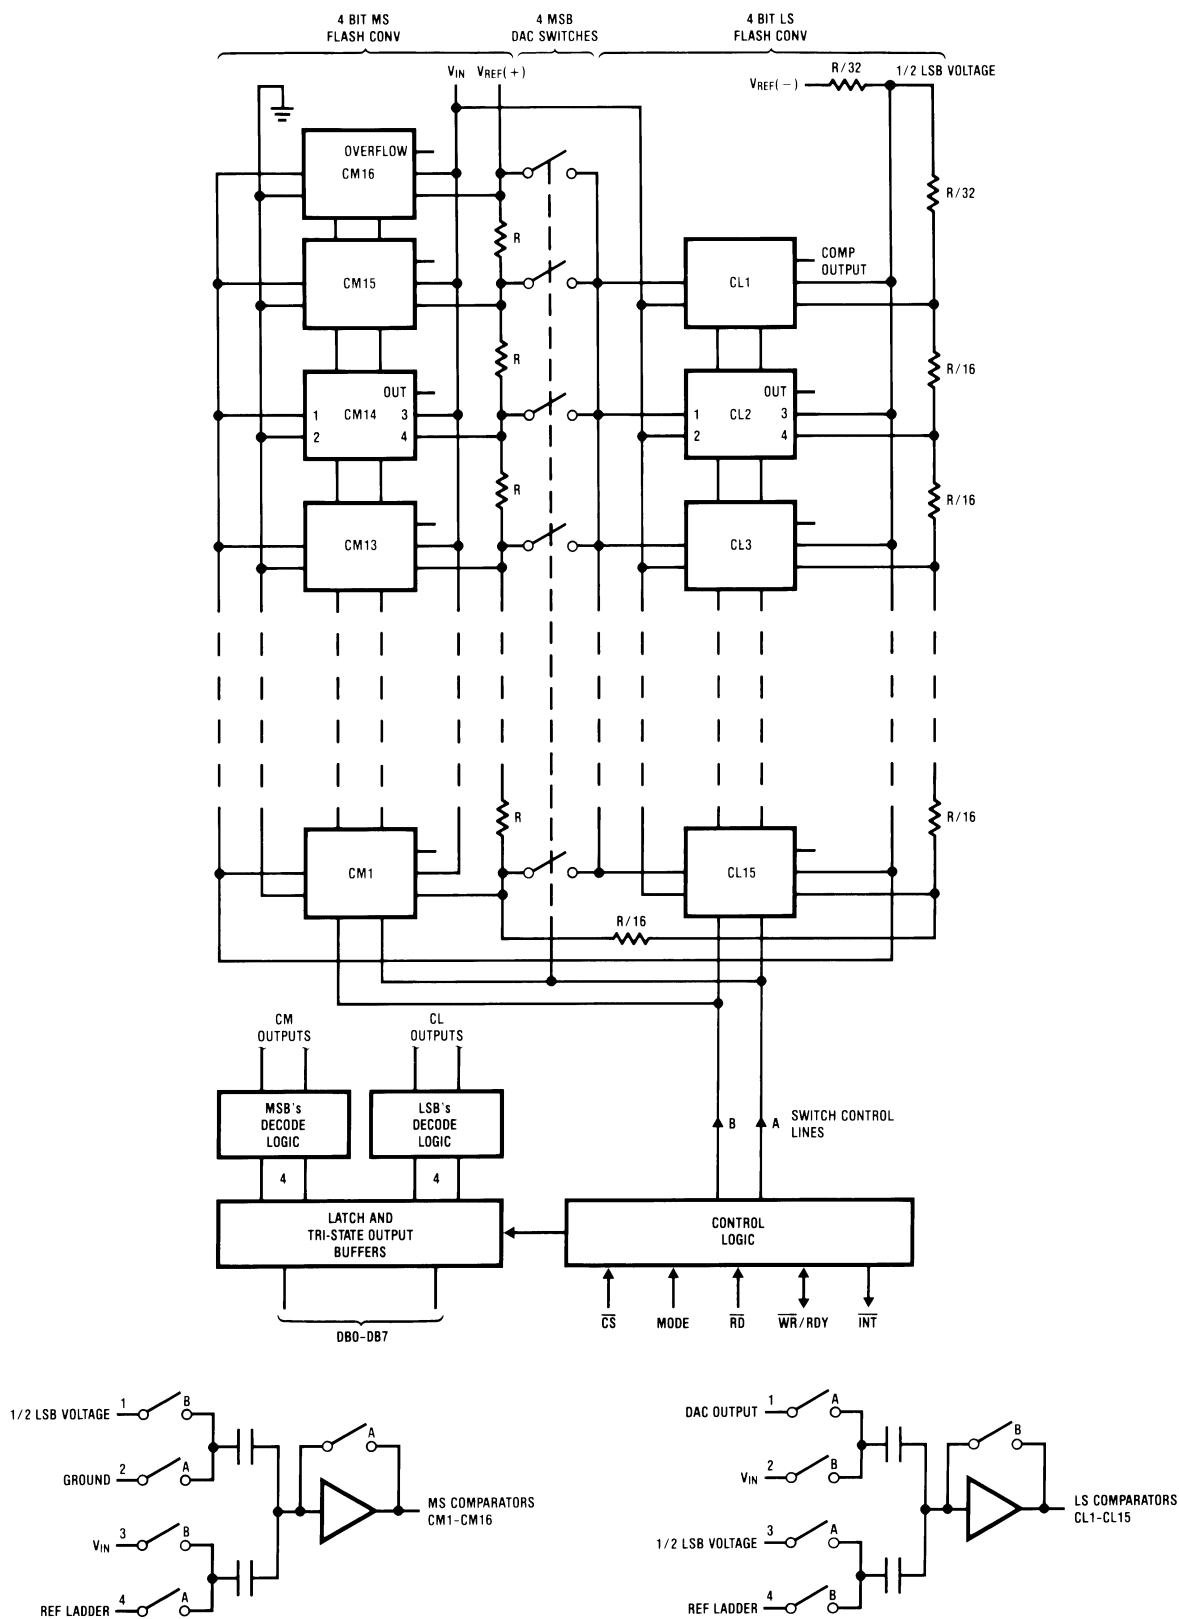 4 BIT MS
FLASH CONV
4 MSB
DAC SWITCHES
4 BIT LS
FLASH CONV
VIN
VREF(+)
VREF(−)
R/32
1/2 LSB VOLTAGE
OVERFLOW
CM16
R/32
R
CM15
CL1
COMP
OUTPUT
R
R/16
OUT
1 CM14 3
2 4
OUT
1 CL2 3
2 4
R
R/16
CM13
CL3
R
R/16
CM1
CL15
R/16
CM
OUTPUTS
CL
OUTPUTS
MSB's
DECODE
LOGIC
LSB's
DECODE
LOGIC
B
A
SWITCH CONTROL
LINES
4
4
LATCH AND
TRI-STATE OUTPUT
BUFFERS
CONTROL
LOGIC
CS
MODE
RD
WR/RDY
INT
DB0-DB7
1/2 LSB VOLTAGE 1 B
GROUND 2 A
A
VIN 3 B
REF LADDER 4 A
MS COMPARATORS
CM1-CM16
DAC OUTPUT 1 A
VIN 2 B
B
1/2 LSB VOLTAGE 3 A
REF LADDER 4 B
LS COMPARATORS
CL1-CL15